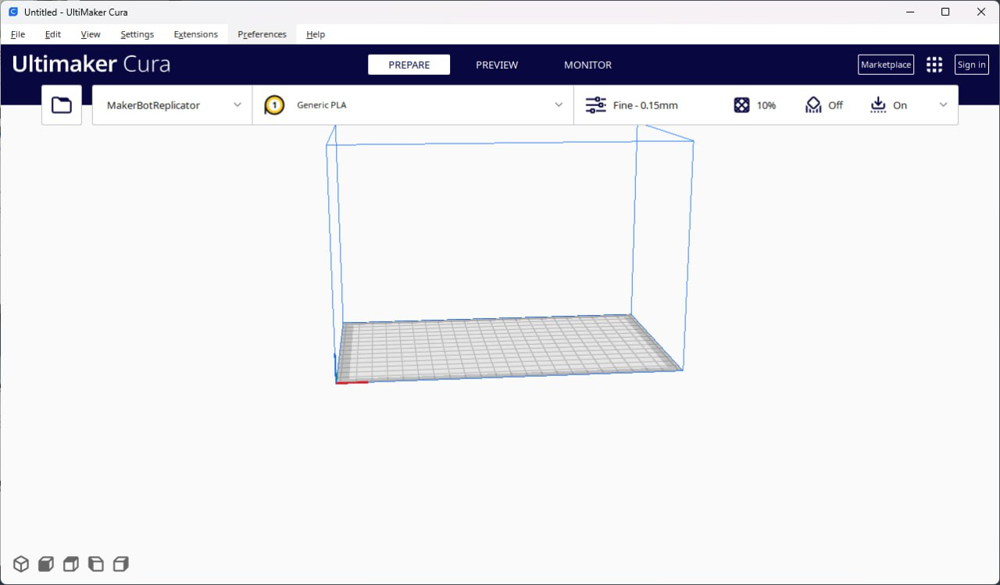 Untitled - UltiMaker Cura
File Edit View Settings Extensions Preferences Help
Ultimaker Cura PREPARE PREVIEW MONITOR Marketplace Sign in
MakerBotReplicator 1 Generic PLA Fine - 0.15mm 10% Off On